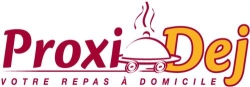 Proxi Dej
VOTRE REPAS À DOMICILE